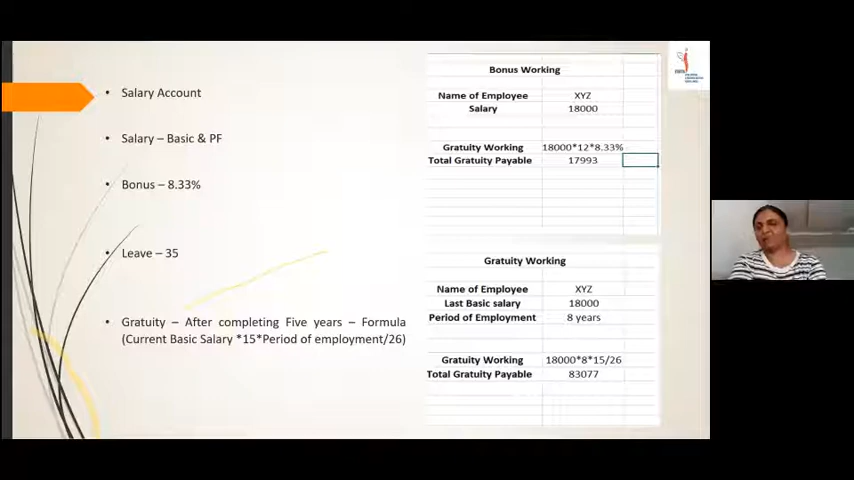 Salary Account
Salary – Basic & PF
Bonus – 8.33%
Leave – 35
Gratuity – After completing Five years – Formula
(Current Basic Salary *15*Period of employment/26)
Bonus Working
Name of Employee XYZ
Salary 18000
Gratuity Working 18000*12*8.33%
Total Gratuity Payable 17993
Gratuity Working
Name of Employee XYZ
Last Basic salary 18000
Period of Employment 8 years
Gratuity Working 18000*8*15/26
Total Gratuity Payable 83077